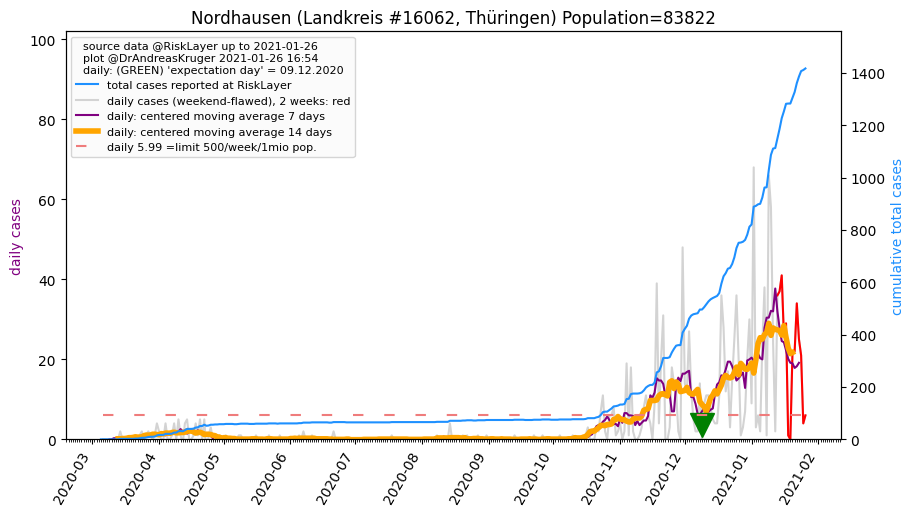 Nordhausen (Landkreis #16062, Thüringen) Population=83822
source data @RiskLayer up to 2021-01-26
plot @DrAndreasKruger 2021-01-26 16:54
daily: (GREEN) 'expectation day' = 09.12.2020
total cases reported at RiskLayer
daily cases (weekend-flawed), 2 weeks: red
daily: centered moving average 7 days
daily: centered moving average 14 days
daily 5.99 =limit 500/week/1mio pop.
daily cases
100
80
60
40
20
0
cumulative total cases
1400
1200
1000
800
600
400
200
0
2020-03
2020-04
2020-05
2020-06
2020-07
2020-08
2020-09
2020-10
2020-11
2020-12
2021-01
2021-02